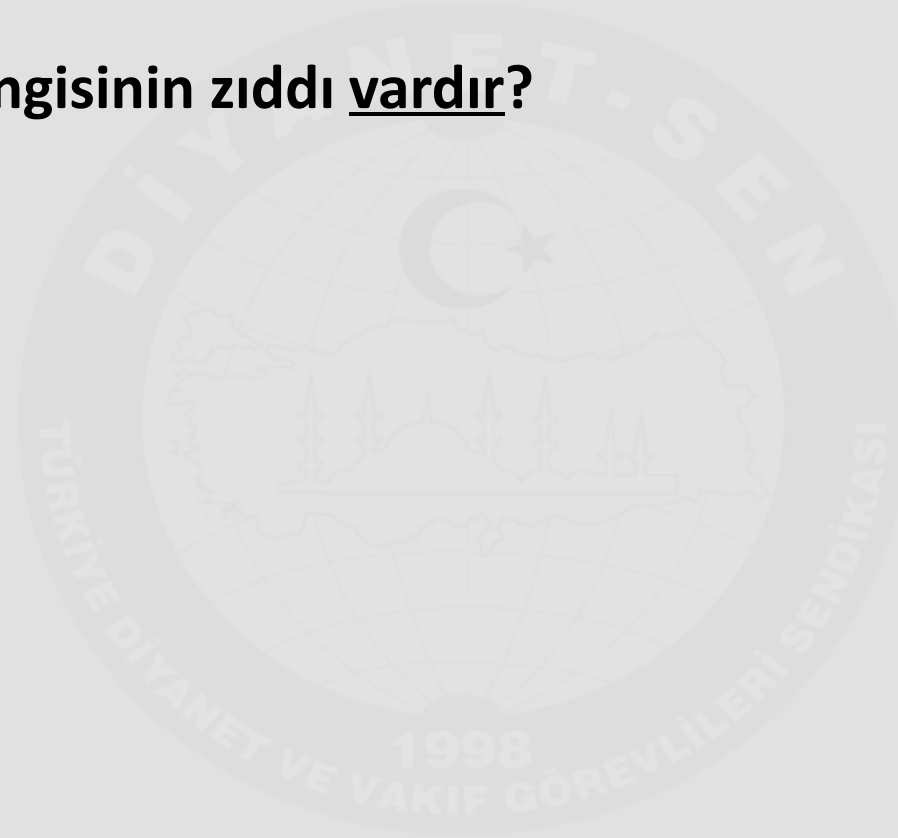 ngisinin zıddı vardır?
DİYANET-SEN
TÜRKİYE DİYANET VE VAKIF GÖREVLİLERİ SENDİKASI
1998